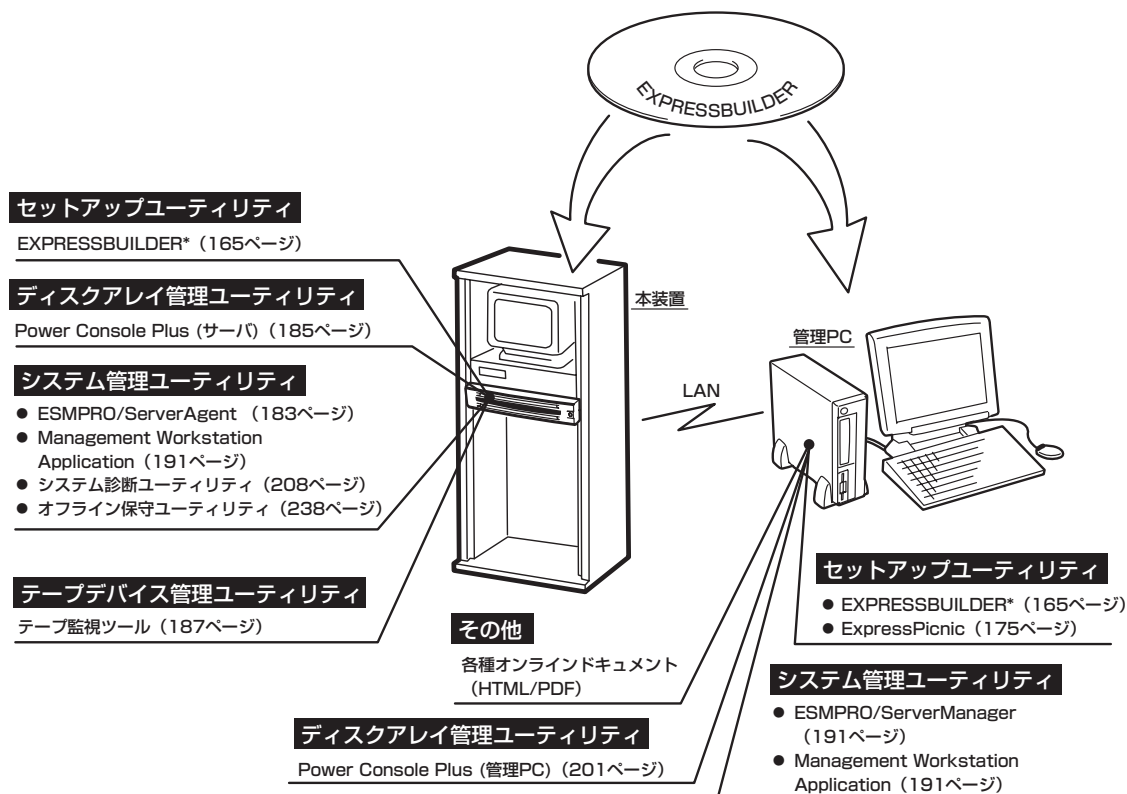 EXPRESSBUILDER
セットアップユーティリティ
EXPRESSBUILDER*（165ページ）
ディスクアレイ管理ユーティリティ
Power Console Plus (サーバ)（185ページ）
システム管理ユーティリティ
● ESMPRO/ServerAgent （183ページ）
● Management Workstation
Application（191ページ）
● システム診断ユーティリティ（208ページ）
● オフライン保守ユーティリティ（238ページ）
テープデバイス管理ユーティリティ
テープ監視ツール（187ページ）
本装置
LAN
管理PC
その他
各種オンラインドキュメント
（HTML/PDF）
ディスクアレイ管理ユーティリティ
Power Console Plus (管理PC)（201ページ）
セットアップユーティリティ
● EXPRESSBUILDER*（165ページ）
● ExpressPicnic（175ページ）
システム管理ユーティリティ
● ESMPRO/ServerManager
（191ページ）
● Management Workstation
Application（191ページ）